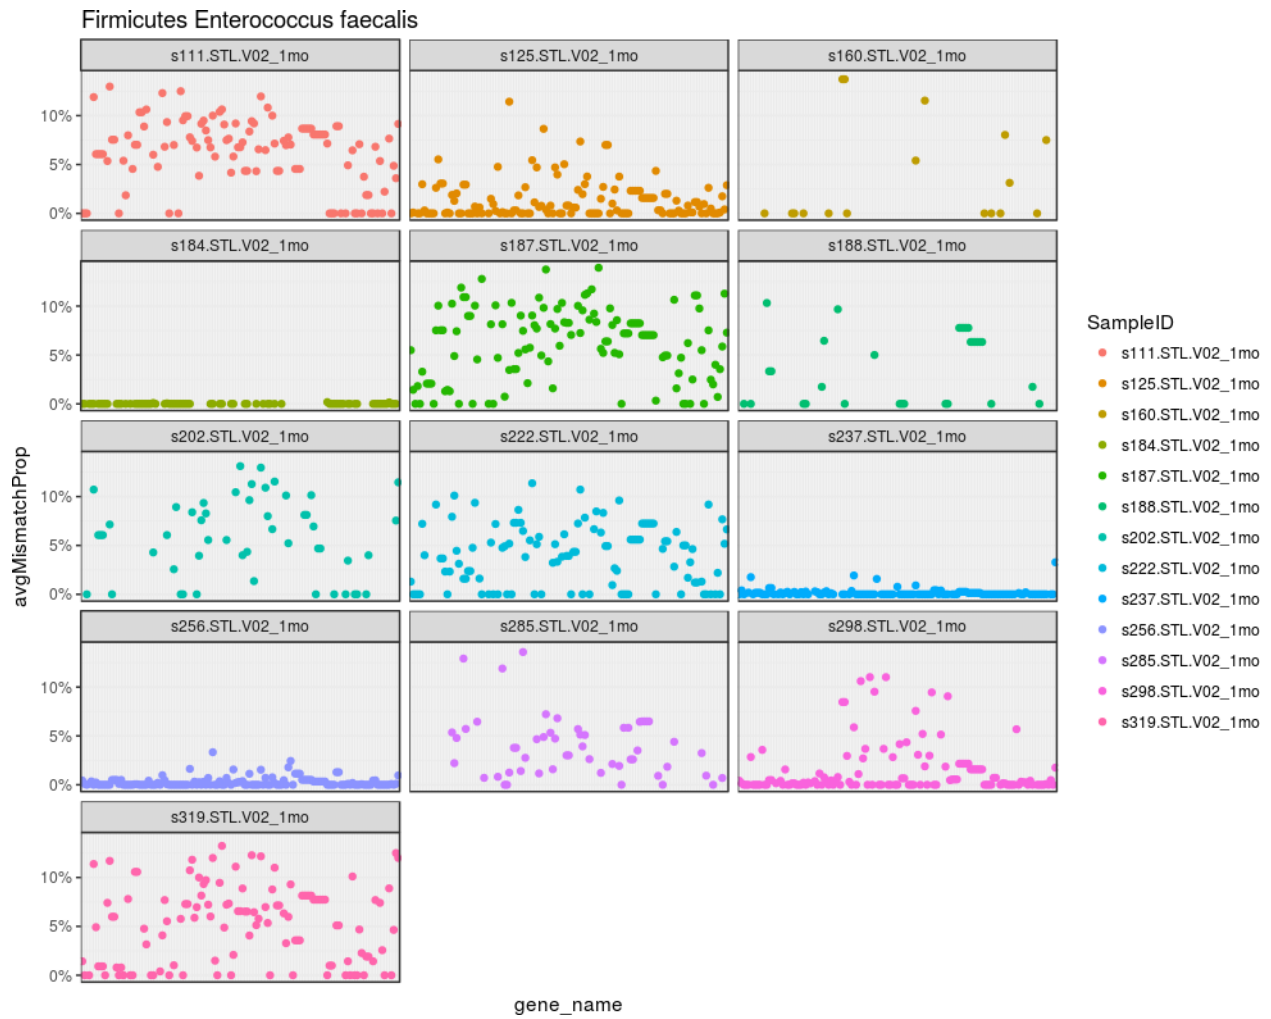 Firmicutes Enterococcus faecalis
s111.STL.V02_1mo
s125.STL.V02_1mo
s160.STL.V02_1mo
10%
5%
0%
s184.STL.V02_1mo
s187.STL.V02_1mo
s188.STL.V02_1mo
10%
5%
0%
s202.STL.V02_1mo
s222.STL.V02_1mo
s237.STL.V02_1mo
10%
5%
0%
s256.STL.V02_1mo
s285.STL.V02_1mo
s298.STL.V02_1mo
10%
5%
0%
s319.STL.V02_1mo
10%
5%
0%
avgMismatchProp
gene_name
SampleID
s111.STL.V02_1mo
s125.STL.V02_1mo
s160.STL.V02_1mo
s184.STL.V02_1mo
s187.STL.V02_1mo
s188.STL.V02_1mo
s202.STL.V02_1mo
s222.STL.V02_1mo
s237.STL.V02_1mo
s256.STL.V02_1mo
s285.STL.V02_1mo
s298.STL.V02_1mo
s319.STL.V02_1mo